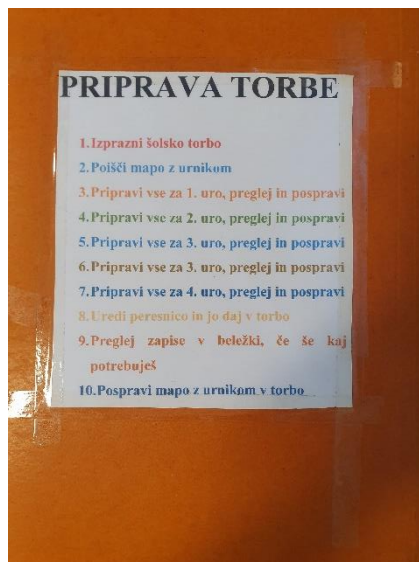 PRIPRAVA TORBE
1. Izprazni šolsko torbo
2. Poišči mapo z urnikom
3. Pripravi vse za 1. uro, preglej in pospravi
4. Pripravi vse za 2. uro, preglej in pospravi
5. Pripravi vse za 3. uro, preglej in pospravi
6. Pripravi vse za 3. uro, preglej in pospravi
7. Pripravi vse za 4. uro, preglej in pospravi
8. Uredi peresnico in jo daj v torbo
9. Preglej zapise v beležki, če še kaj
potrebuješ
10. Pospravi mapo z urnikom v torbo